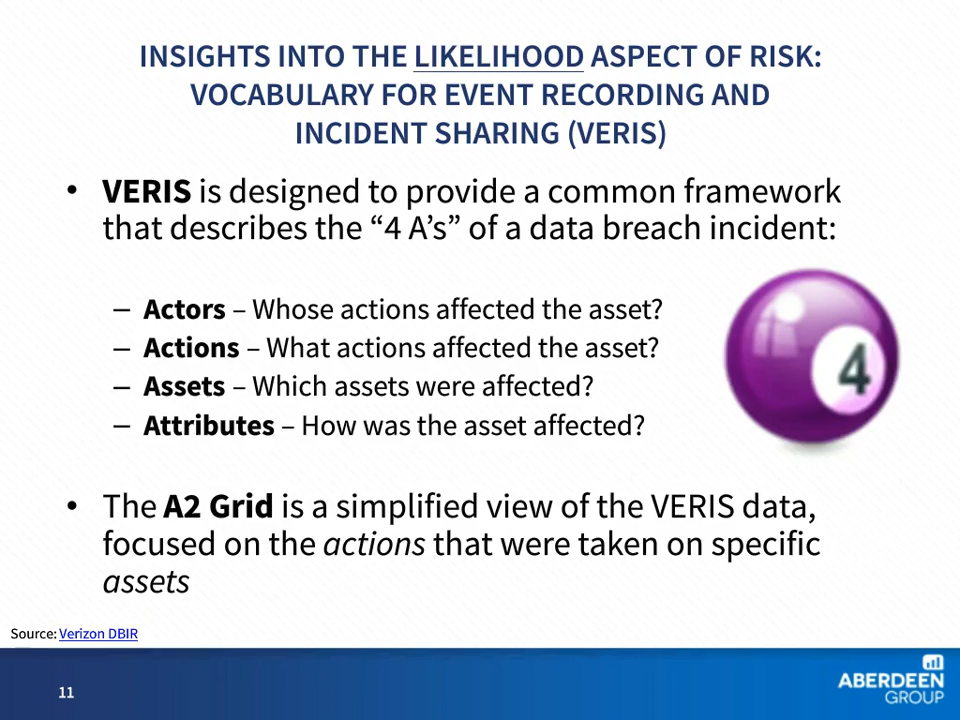 INSIGHTS INTO THE LIKELIHOOD ASPECT OF RISK:
VOCABULARY FOR EVENT RECORDING AND
INCIDENT SHARING (VERIS)
• VERIS is designed to provide a common framework
that describes the “4 A’s” of a data breach incident:
– Actors – Whose actions affected the asset?
– Actions – What actions affected the asset?
– Assets – Which assets were affected?
– Attributes – How was the asset affected?
4
• The A2 Grid is a simplified view of the VERIS data,
focused on the actions that were taken on specific
assets
Source: Verizon DBIR
11
ABERDEEN
GROUP